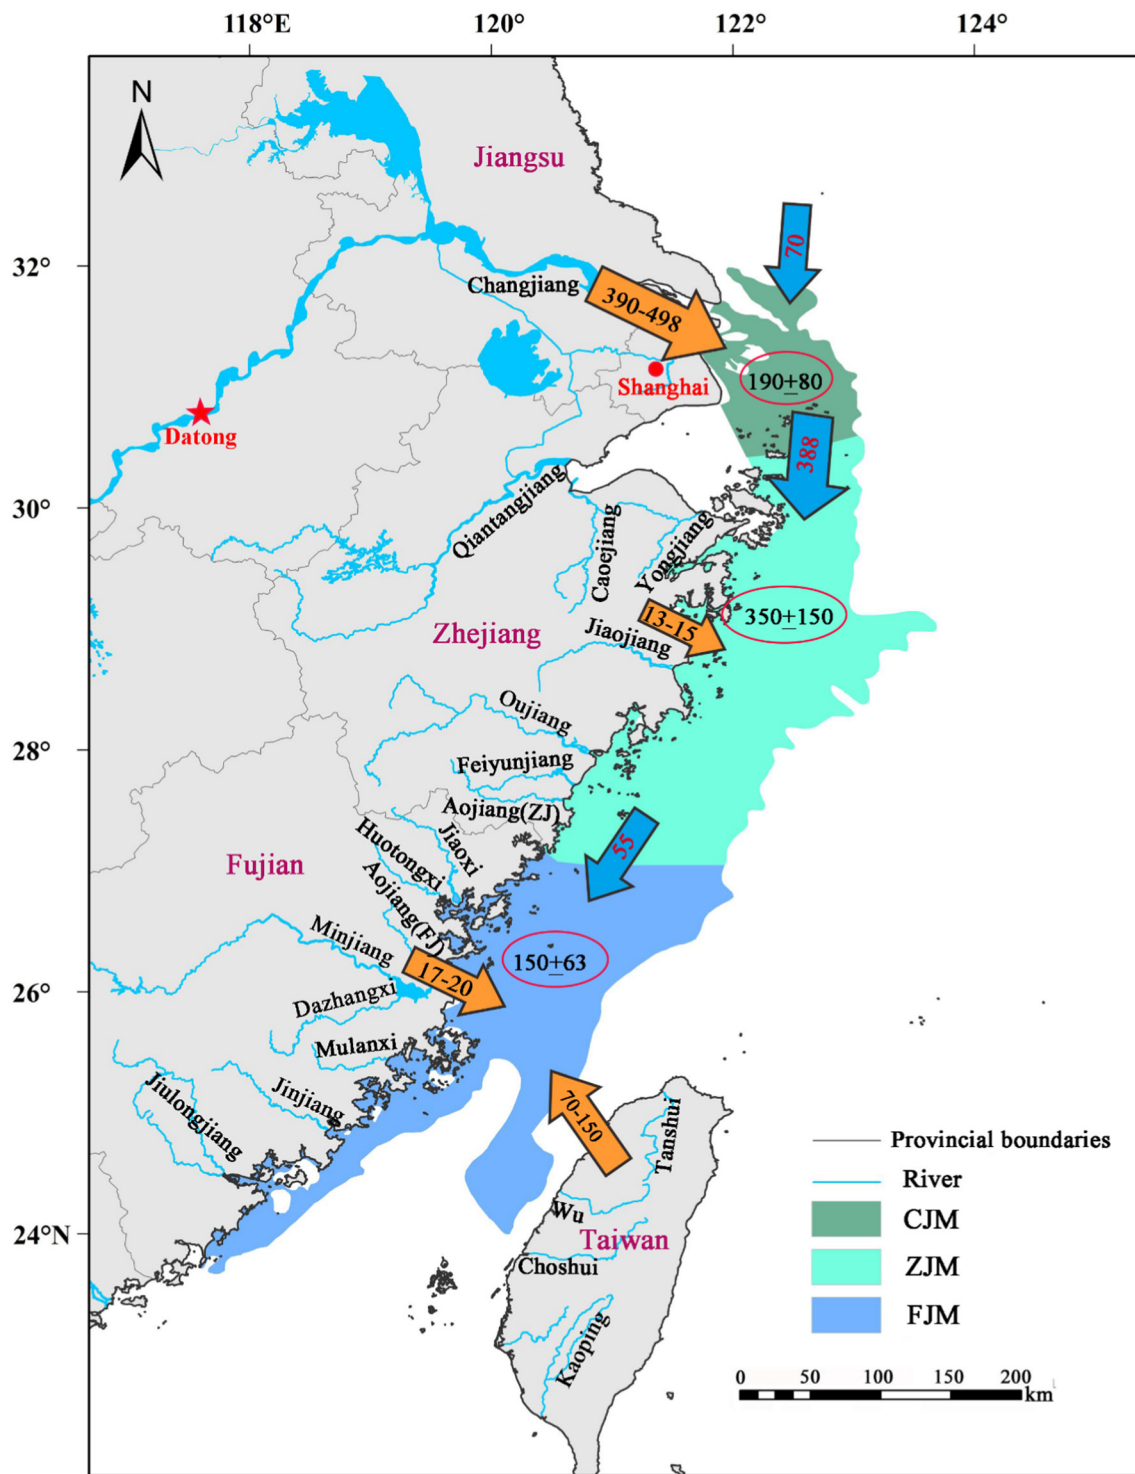 118°E 120° 122° 124°
N
Jiangsu
70
32°
Changjiang
390-498
190±80
Shanghai
Datong
388
30°
Qiantangjiang
Caoejiang
Yongjiang
13-15
350±150
Zhejiang
Jiaojiang
Oujiang
28°
Feiyunjiang
Aojiang(ZJ)
55
Huotongxi
Jiaoxi
Fujian
Aojiang(FJ)
Minjiang
150±63
17-20
26°
Dazhangxi
Mulanxi
Jinjiang
Jiulongjiang
70-150
Tanshui
Provincial boundaries
River
Wu
CJM
24°N
Taiwan
Choshui
ZJM
FJM
Kaoping
0 50 100 150 200
km